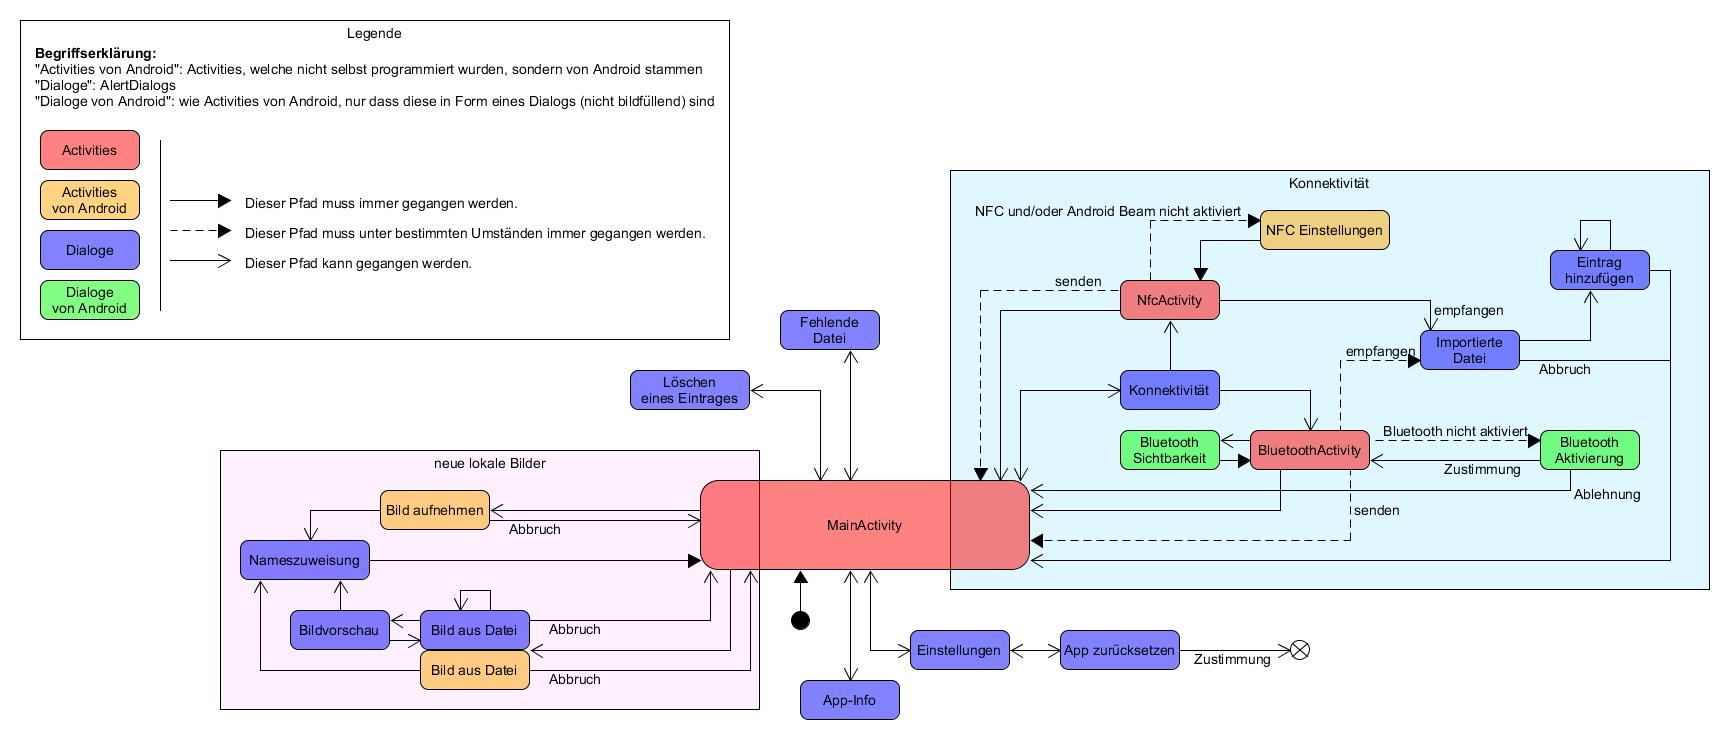 Legende
Begriffserklärung:
"Activities von Android": Activities, welche nicht selbst programmiert wurden, sondern von Android stammen
"Dialoge": AlertDialogs
"Dialoge von Android": wie Activities von Android, nur dass diese in Form eines Dialogs (nicht bildfüllend) sind
Activities
Activities
von Android
Dialoge
Dialoge
von Android
Dieser Pfad muss immer gegangen werden.
Dieser Pfad muss unter bestimmten Umständen immer gegangen werden.
Dieser Pfad kann gegangen werden.
Konnektivität
NFC und/oder Android Beam nicht aktiviert
NFC Einstellungen
Eintrag
hinzufügen
senden
NfcActivity
empfangen
Importierte
Datei
empfangen
Abbruch
Konnektivität
Bluetooth
Sichtbarkeit
BluetoothActivity
Bluetooth nicht aktiviert
Bluetooth
Aktivierung
Zustimmung
Ablehnung
senden
Fehlende
Datei
Löschen
eines Eintrages
neue lokale Bilder
Bild aufnehmen
Abbruch
MainActivity
Nameszuweisung
Bildvorschau
Bild aus Datei
Abbruch
Bild aus Datei
Abbruch
Einstellungen
App zurücksetzen
Zustimmung
App-Info